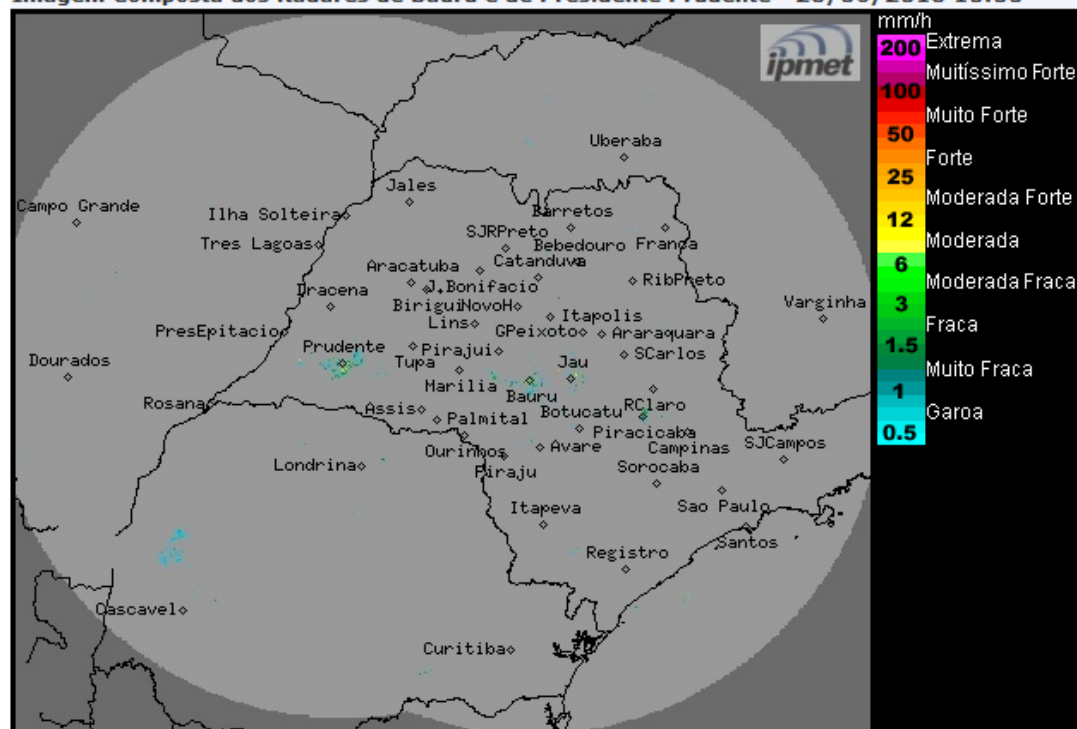 mm/h
200 Extrema
Muitíssimo Forte
100
Muito Forte
50
Forte
25
Moderada Forte
12
Moderada
6
Moderada Fraca
3
Fraca
1.5
Muito Fraca
1
Garoa
0.5
ipmet
Uberaba
Jales
Campo Grande
Ilha Solteira
Barretos
SJRPreto
Franca
Tres Lagoas
Bebedouro
Aracatuba
Catanduva
J.Bonifacio
RibPreto
Dracena
Birigui
NovoH
Itapolis
Varginha
Lins
PresEpitacio
GPeixoto
Araraquara
Prudente
Pirajui
SCarlos
Dourados
Tupa
Jau
Marilia
Bauru
Rosana
Assis
Botucatu
RClaro
Palmital
Piracicaba
Ourinhos
Avare
Campinas
SJCampos
Londrina
Piraju
Sorocaba
Itapeva
Sao Paulo
Santos
Registro
Cascavel
Curitiba